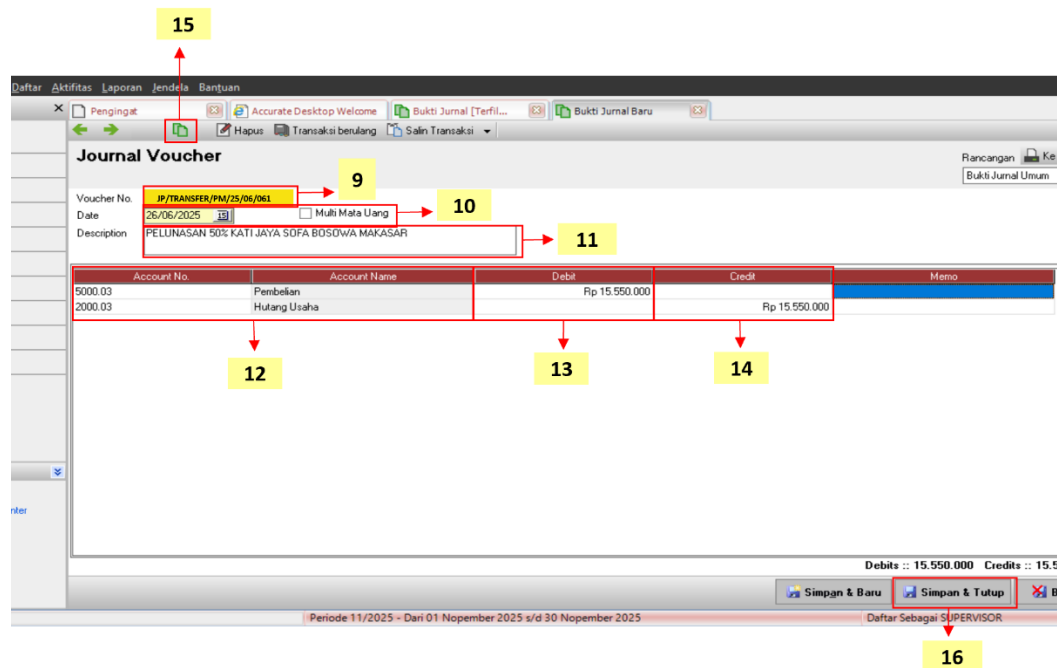 15
Daftar Aktifitas Laporan Jendela Bantuan
Pengingat Accurate Desktop Welcome Bukti Jurnal [Terfil... Bukti Jurnal Baru
Hapus Transaksi berulang Salin Transaksi
Journal Voucher
Rancangan Ke
Bukti Jurnal Umum
9
Voucher No. JP/TRANSFER/PM/25/06/061
Date 26/06/2025 15 Multi Mata Uang
10
Description PELUNASAN 50% KATI JAYA SOFA BOSOWA MAKASAR
11
Account No. Account Name Debit Credit Memo
5000.03 Pembelian Rp 15.550.000
2000.03 Hutang Usaha Rp 15.550.000
12 13 14
nter
Debits :: 15.550.000 Credits :: 15.5
Simpan & Baru Simpan & Tutup B
Periode 11/2025 - Dari 01 Nopember 2025 s/d 30 Nopember 2025 Daftar Sebagai SUPERVISOR
16